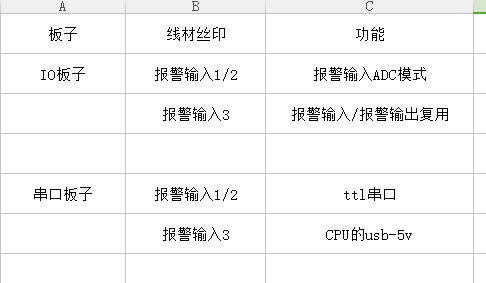 A B C
板子 线材丝印 功能
IO板子 报警输入1/2 报警输入ADC模式
报警输入3 报警输入/报警输出复用
串口板子 报警输入1/2 ttl串口
报警输入3 CPU的usb-5v